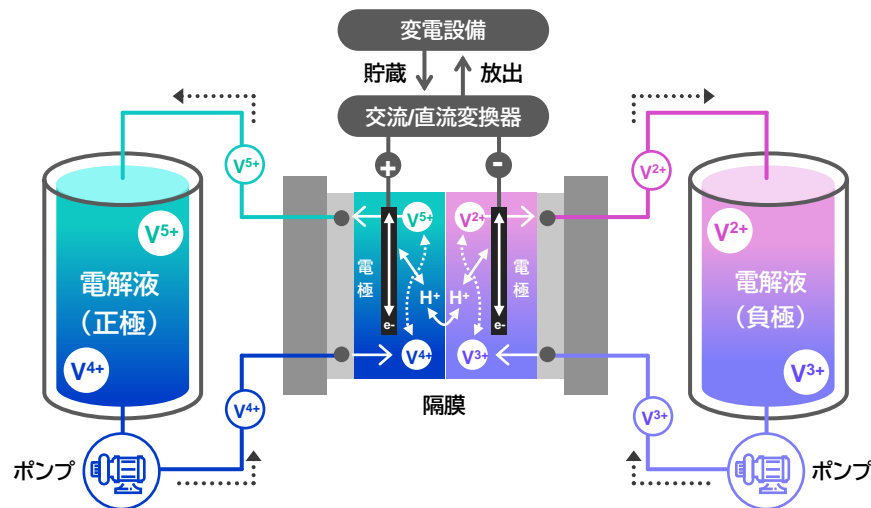 変電設備
貯蔵
放出
交流/直流変換器
+
-
V5+
V2+
V5+
電解液
(正極)
V4+
V5+
V2+
電極
電極
H+
H+
e-
e-
V4+
V3+
V2+
電解液
(負極)
V3+
V4+
V3+
隔膜
ポンプ
ポンプ